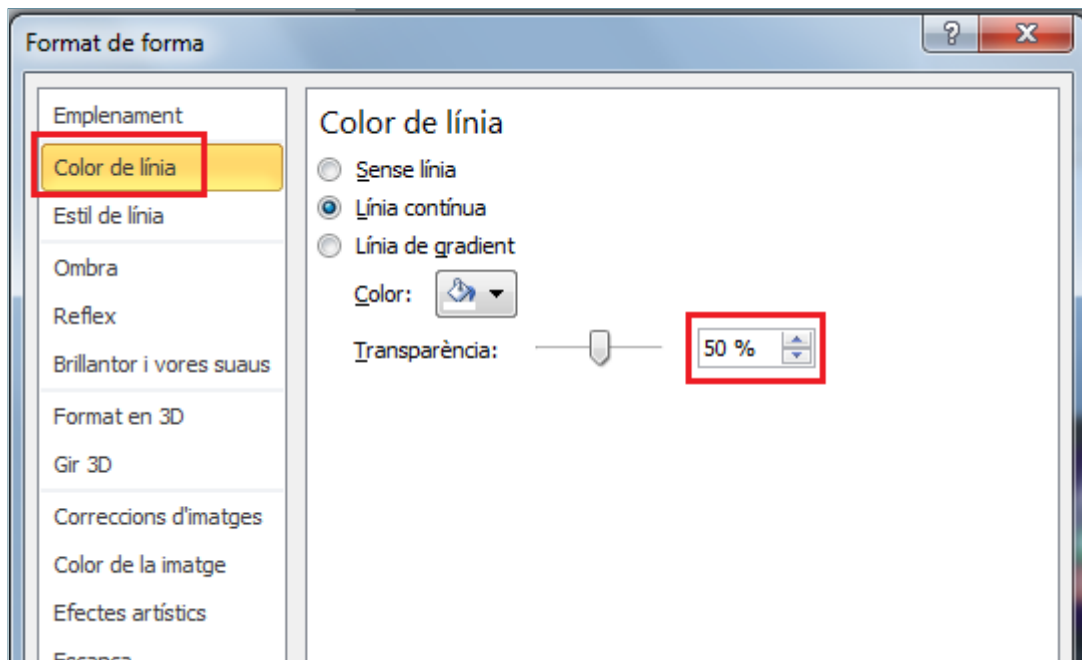 Format de forma
Emplenament
Color de línia
Estil de línia
Ombra
Reflex
Brillantor i vores suaus
Format en 3D
Gir 3D
Correccions d'imatges
Color de la imatge
Efectes artístics
Color de línia
Sense línia
Línia contínua
Línia de gradient
Color:
Transparència:
50 %